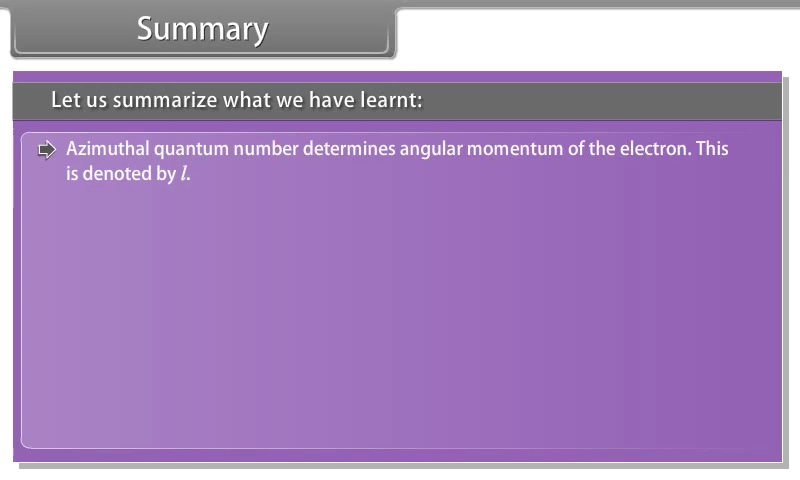 Summary
Let us summarize what we have learnt:
Azimuthal quantum number determines angular momentum of the electron. This
is denoted by l.